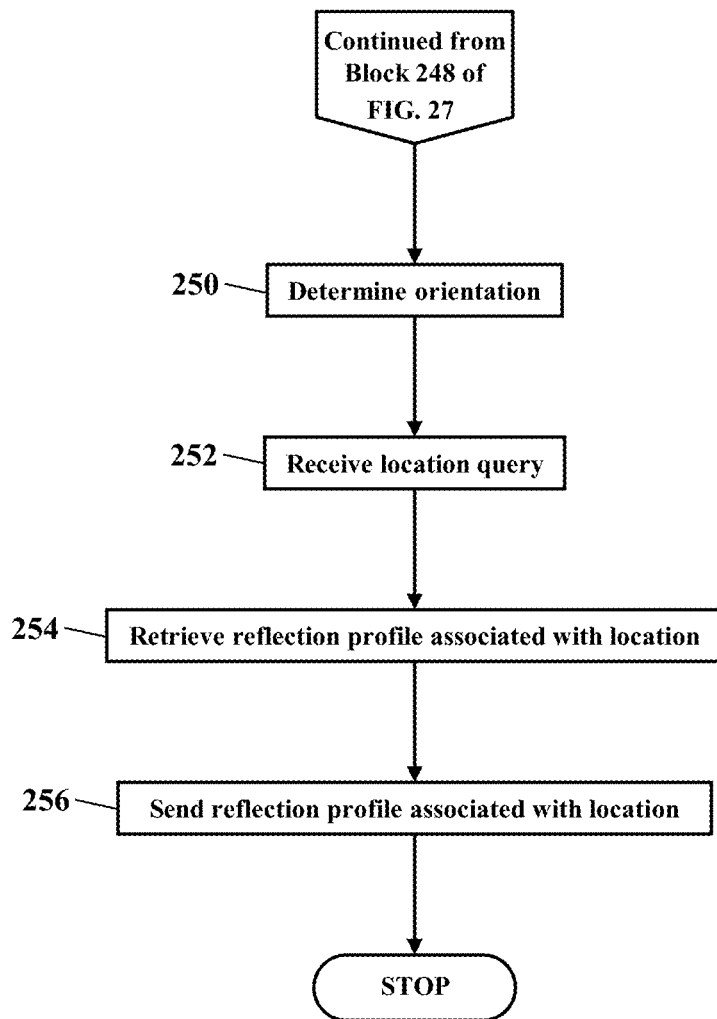 Continued from
Block 248 of
FIG. 27
250
Determine orientation
252
Receive location query
254
Retrieve reflection profile associated with location
256
Send reflection profile associated with location
STOP